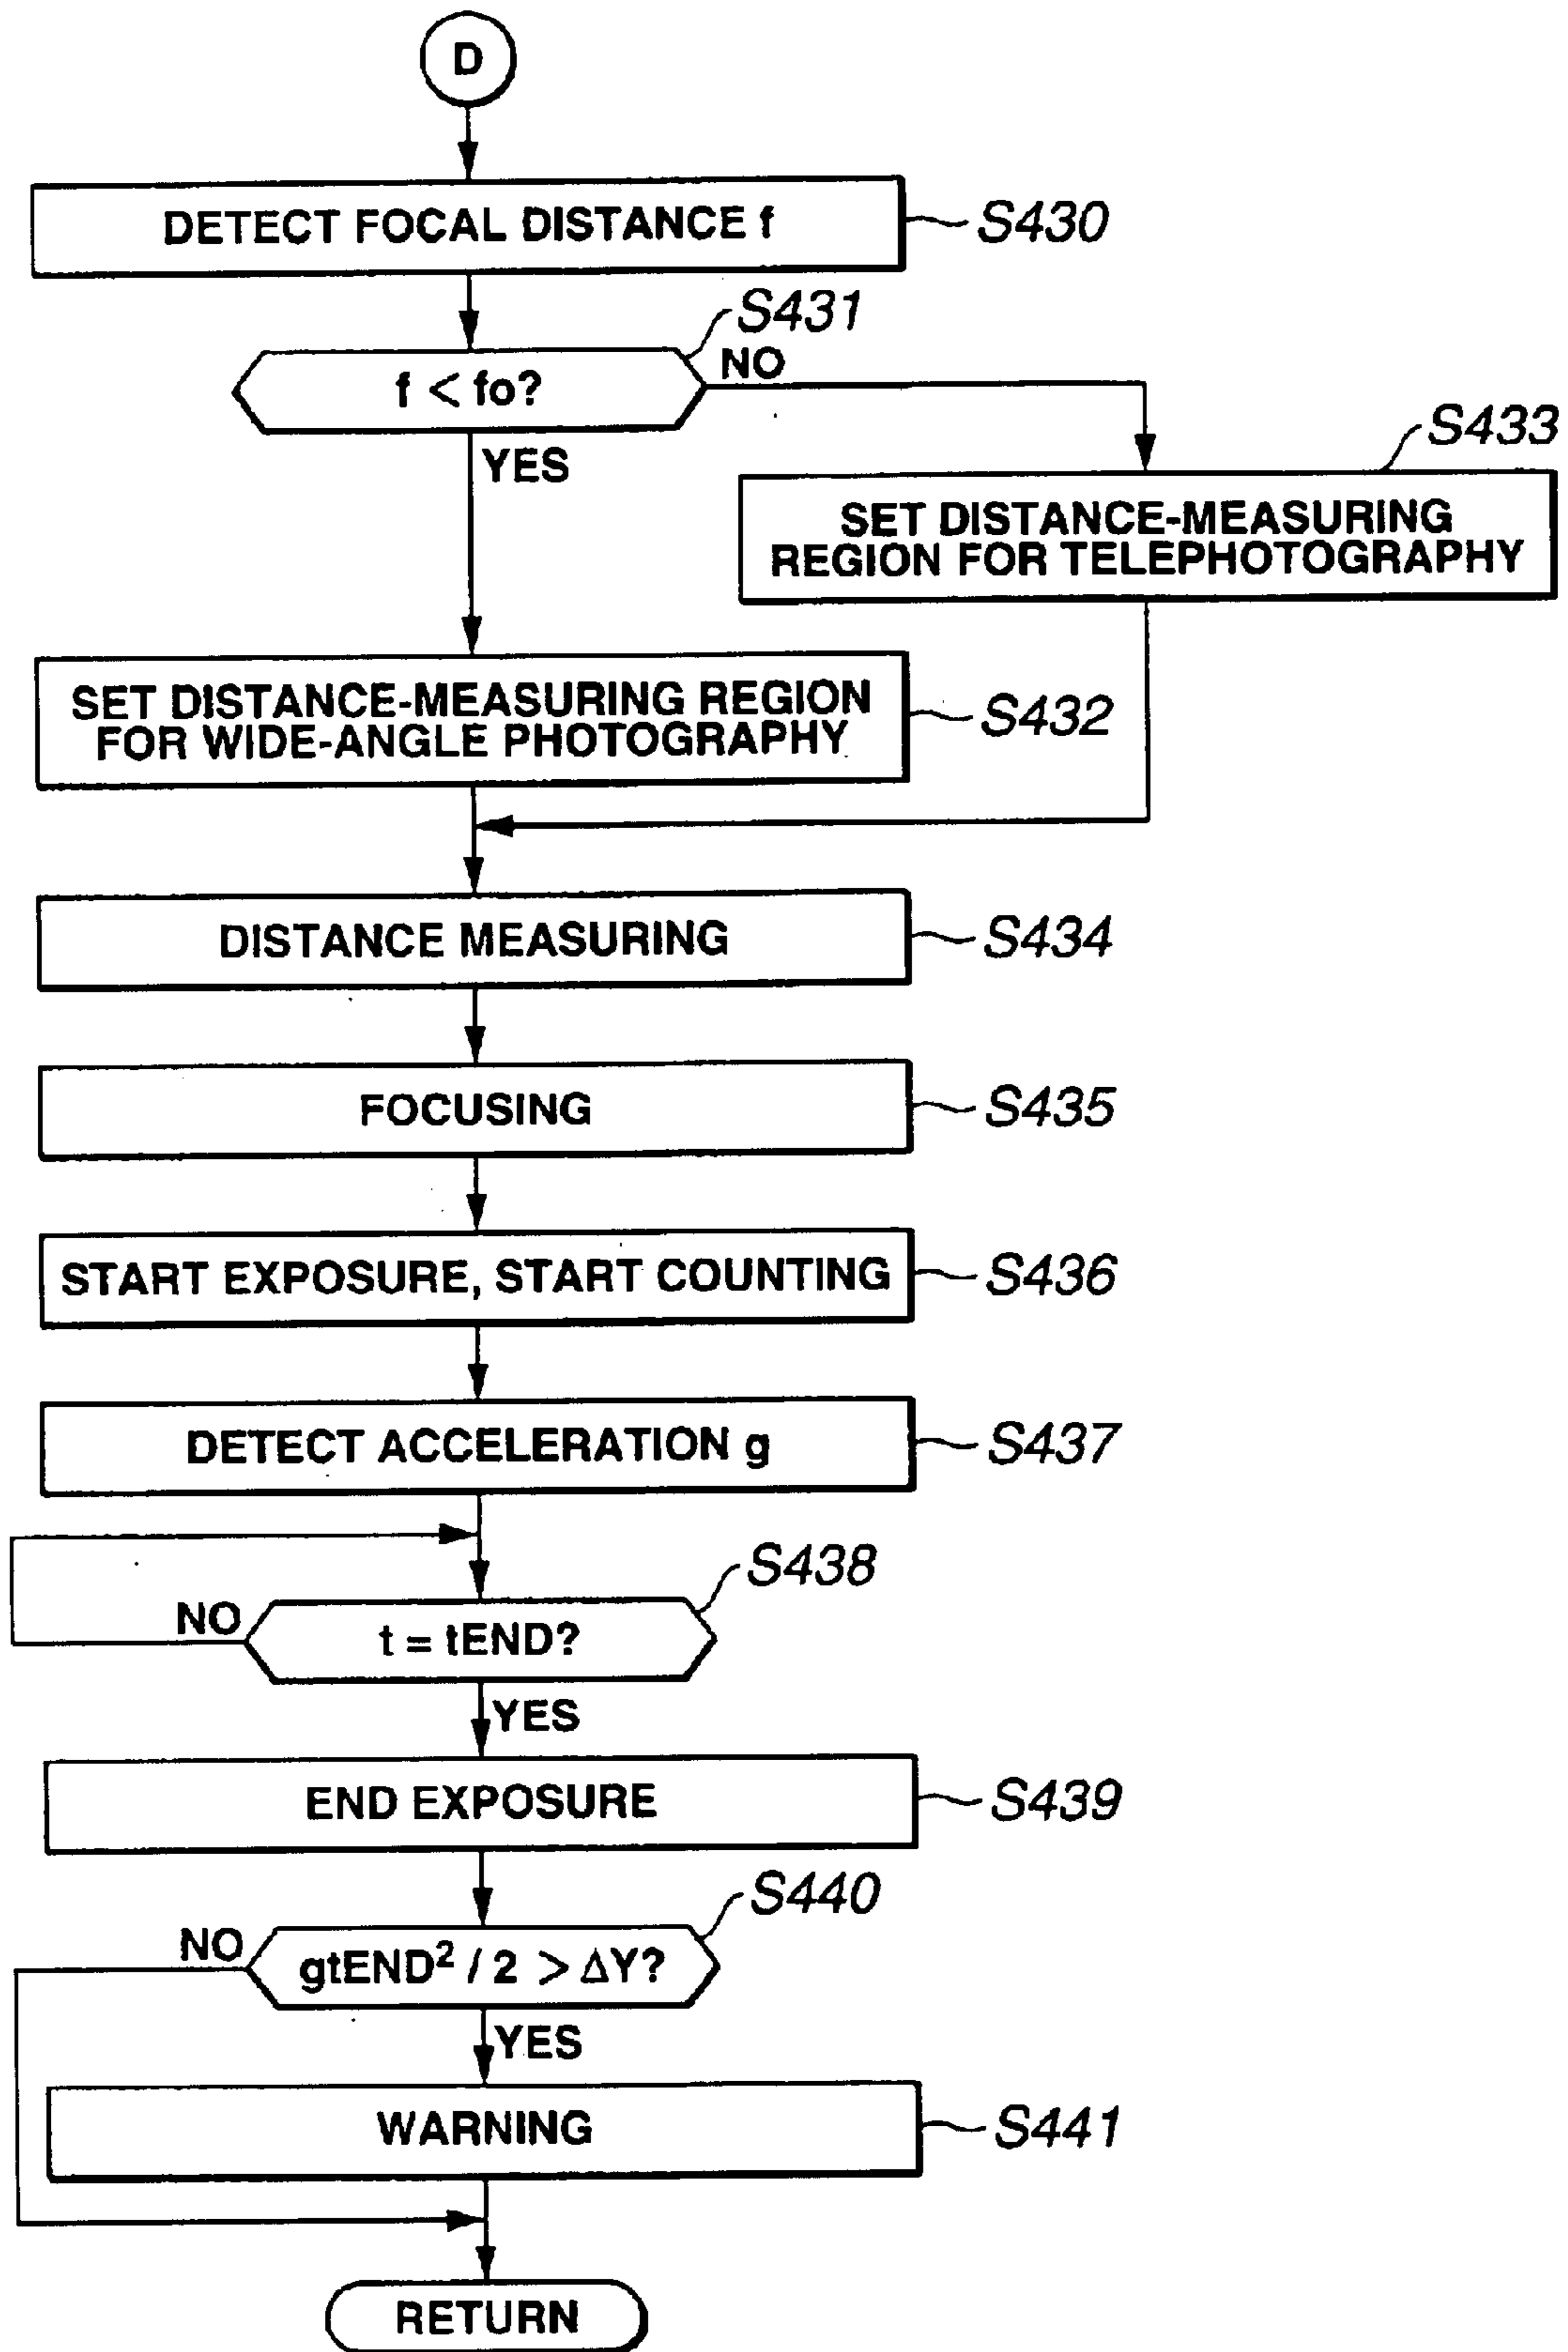 D
DETECT FOCAL DISTANCE f
S430
S431
f < fo?
NO
YES
S433
SET DISTANCE-MEASURING
REGION FOR TELEPHOTOGRAPHY
SET DISTANCE-MEASURING REGION
FOR WIDE-ANGLE PHOTOGRAPHY
S432
DISTANCE MEASURING
S434
FOCUSING
S435
START EXPOSURE, START COUNTING
S436
DETECT ACCELERATION g
S437
S438
NO
t = tEND?
YES
END EXPOSURE
S439
S440
NO
gtEND² / 2 > ΔY?
YES
WARNING
S441
RETURN